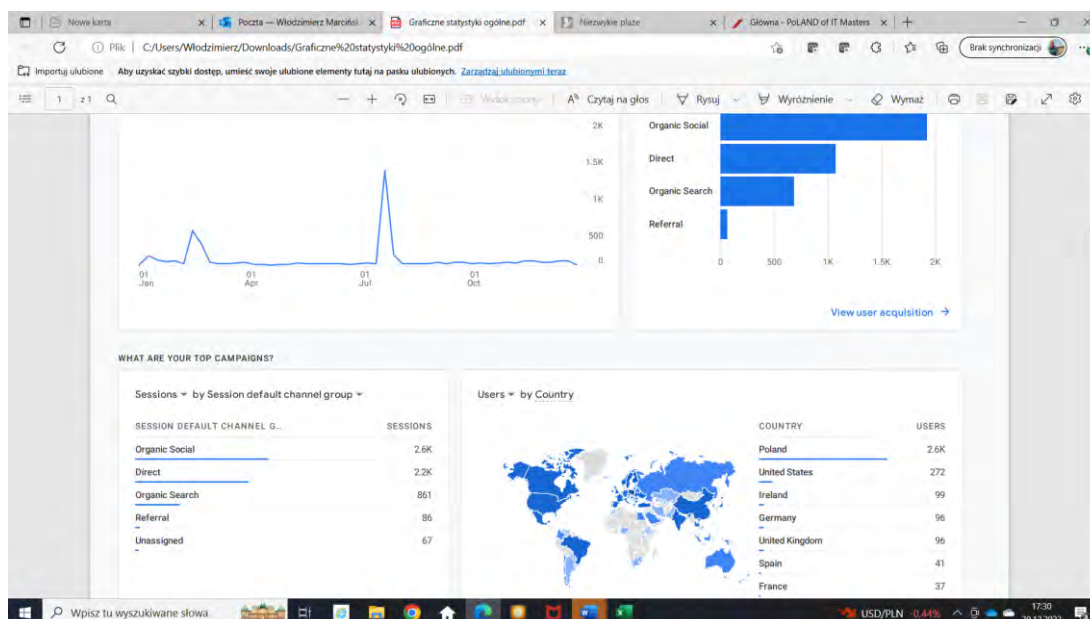 Nowa karta
Poczta — Włodzimierz Marcińsk
Graficzne statystyki ogólne.pdf
Niezwykłe plaże
Główna - PoLAND of IT Masters
Plik
C:/Users/Włodzimierz/Downloads/Graficzne%20statystyki%20ogólne.pdf
Brak synchronizacji
Importuj ulubione
Aby uzyskać szybki dostęp, umieść swoje ulubione elementy tutaj na pasku ulubionych. Zarządzaj ulubionymi teraz
1 z 1
Widok strony
Czytaj na głos
Rysuj
Wyróżnienie
Wymaż
2K
1.5K
1K
500
0
01 Jan
01 Apr
01 Jul
01 Oct
Organic Social
Direct
Organic Search
Referral
0 500 1K 1.5K 2K
View user acquisition
WHAT ARE YOUR TOP CAMPAIGNS?
Sessions by Session default channel group
SESSION DEFAULT CHANNEL G.. SESSIONS
Organic Social 2.6K
Direct 2.2K
Organic Search 861
Referral 86
Unassigned 67
Users by Country
COUNTRY USERS
Poland 2.6K
United States 272
Ireland 99
Germany 96
United Kingdom 96
Spain 41
France 37
Wpisz tu wyszukiwane słowa
USD/PLN -0.44%
17:30